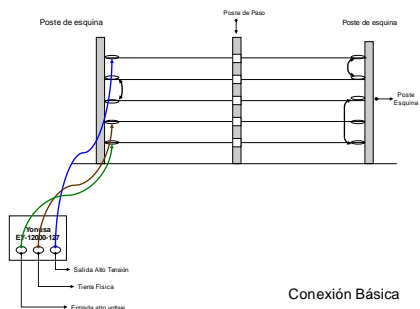 Poste de Paso
Poste de esquina
Poste de esquina
Poste
Esquina
Yonusa
EY-12000-127
Salida Alto Tensión
Tierra Fisica
Entrada alto voltaje
Conexión Básica